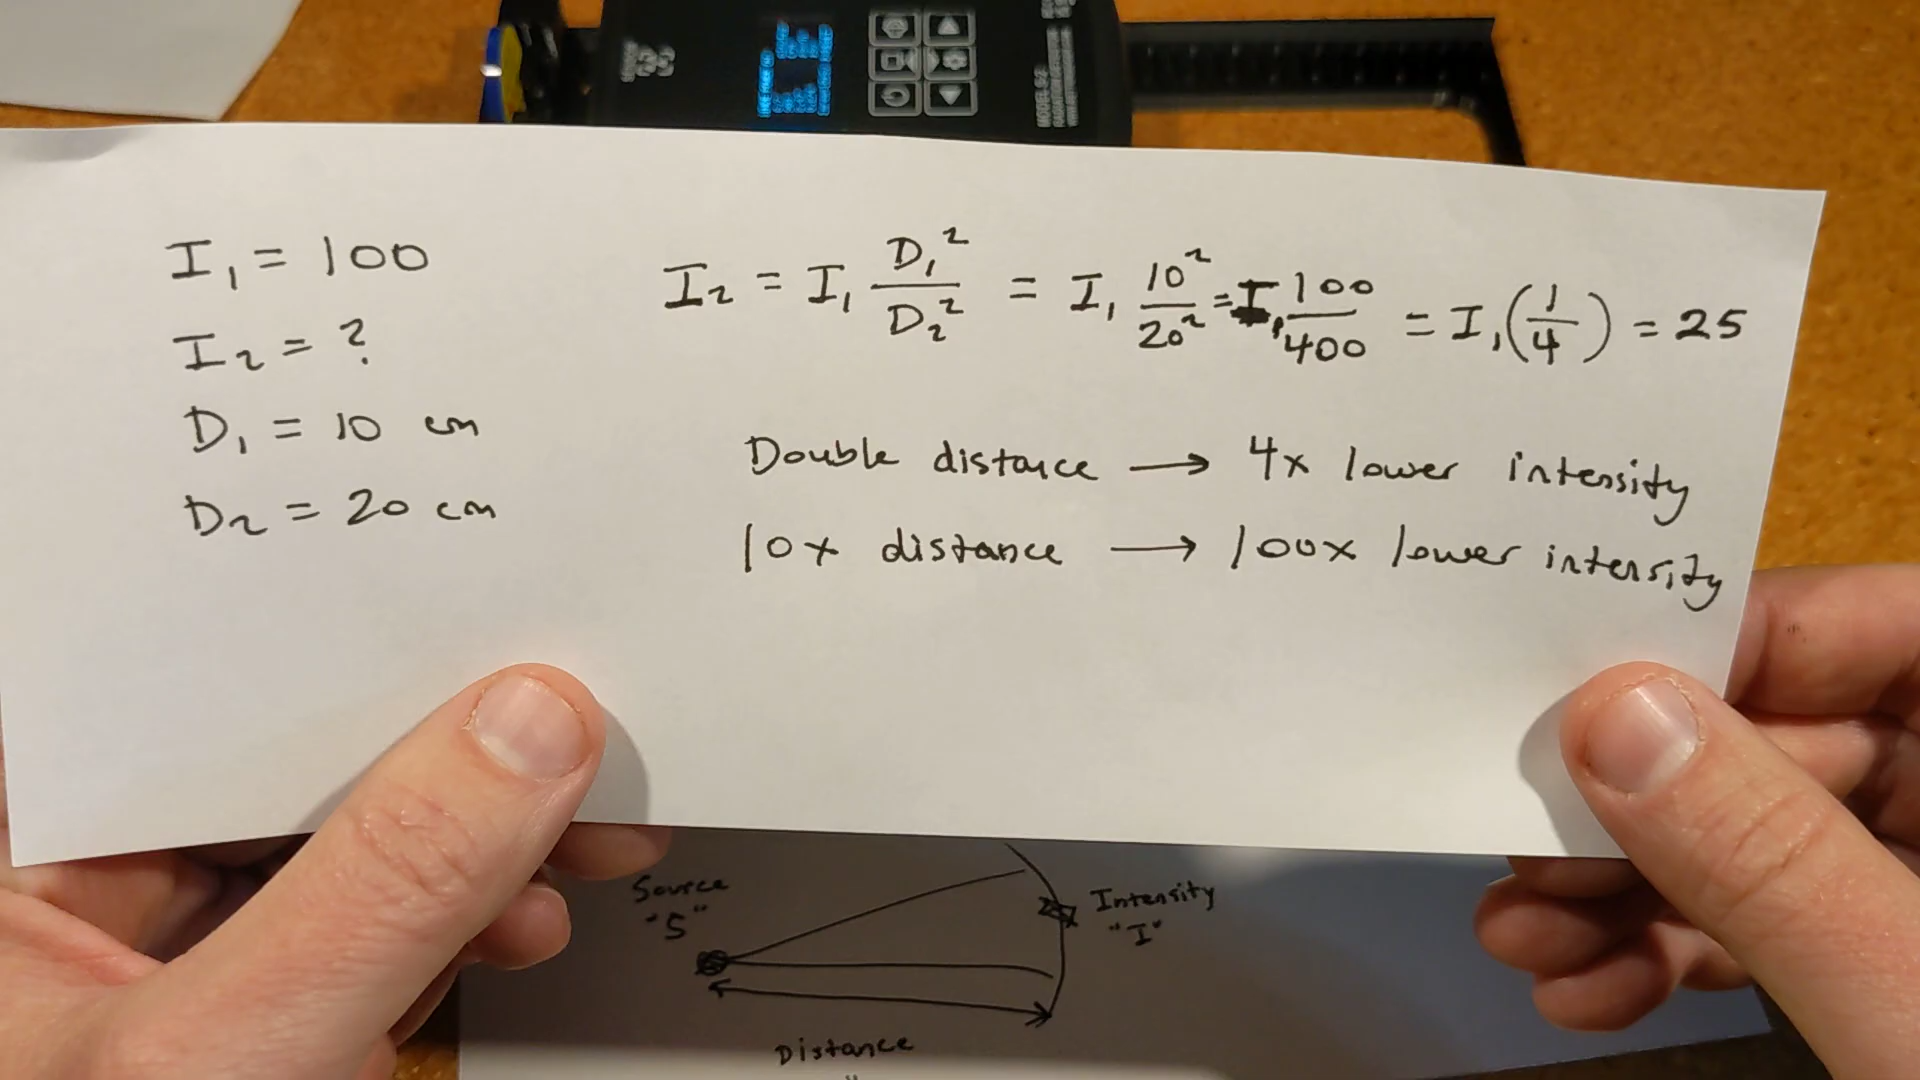 I₁ = 100
I₂ = ?
D₁ = 10 cm
D₂ = 20 cm
I₂ = I₁ D₁²/D₂² = I₁ 10²/20² = I₁ 100/400 = I₁(1/4) = 25
Double distance → 4x lower intensity
10x distance → 100x lower intensity
Source
"S"
Intensity
"I"
Distance